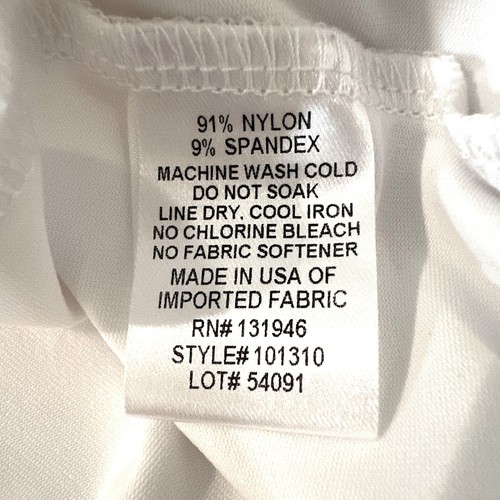 91% NYLON
9% SPANDEX
MACHINE WASH COLD
DO NOT SOAK
LINE DRY, COOL IRON
NO CHLORINE BLEACH
NO FABRIC SOFTENER
MADE IN USA OF
IMPORTED FABRIC
RN# 131946
STYLE# 101310
LOT# 54091